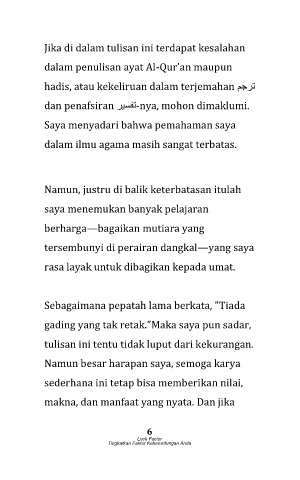 Jika di dalam tulisan ini terdapat kesalahan
dalam penulisan ayat Al-Qur’an maupun
hadis, atau kekeliruan dalam terjemahan ترجم
dan penafsiran تفسير-nya, mohon dimaklumi.
Saya menyadari bahwa pemahaman saya
dalam ilmu agama masih sangat terbatas.
Namun, justru di balik keterbatasan itulah
saya menemukan banyak pelajaran
berharga—bagaikan mutiara yang
tersembunyi di perairan dangkal—yang saya
rasa layak untuk dibagikan kepada umat.
Sebagaimana pepatah lama berkata, “Tiada
gading yang tak retak.”Maka saya pun sadar,
tulisan ini tentu tidak luput dari kekurangan.
Namun besar harapan saya, semoga karya
sederhana ini tetap bisa memberikan nilai,
makna, dan manfaat yang nyata. Dan jika
6
Luck Factor
Tingkatkan Faktor Keberuntungan Anda